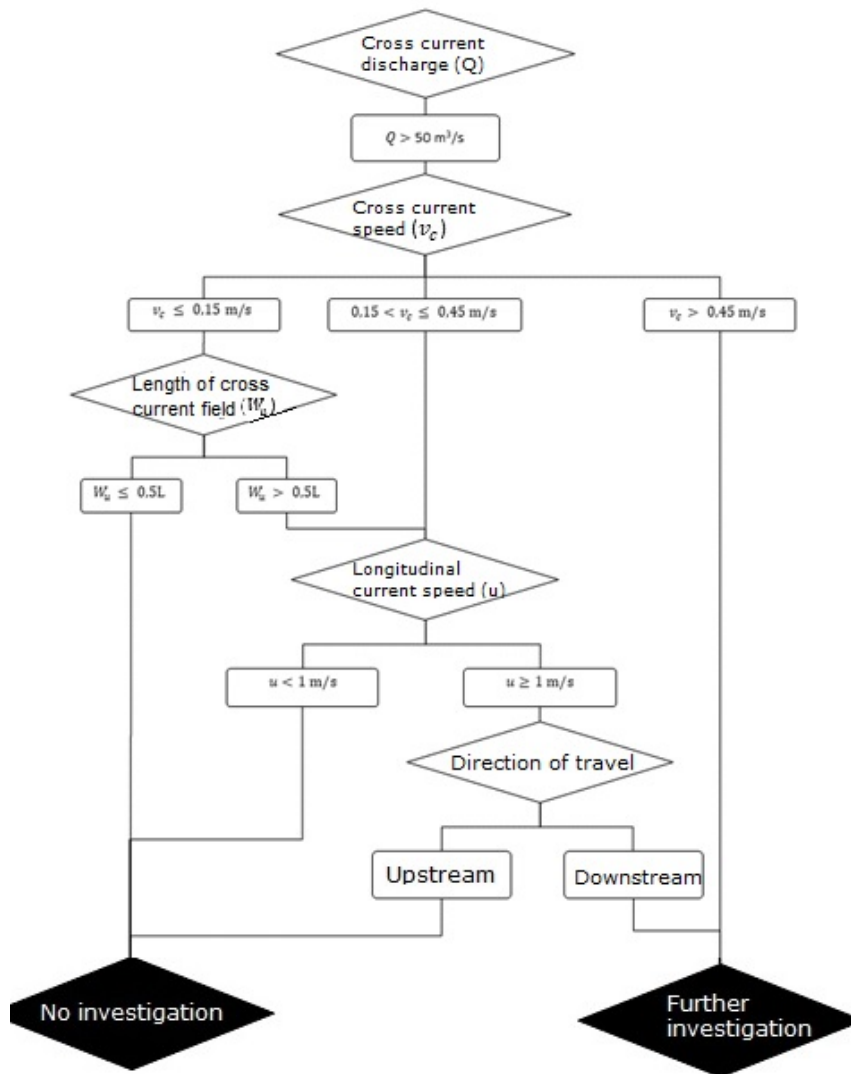 Cross current
discharge (Q)
Q > 50 m³/s
Cross current
speed (v_c)
v_c ≤ 0.15 m/s
0.15 < v_c ≤ 0.45 m/s
v_c > 0.45 m/s
Length of cross
current field (W_u)
W_u ≤ 0.5L
W_u > 0.5L
Longitudinal
current speed (u)
u < 1 m/s
u ≥ 1 m/s
Direction of travel
Upstream
Downstream
No investigation
Further
investigation